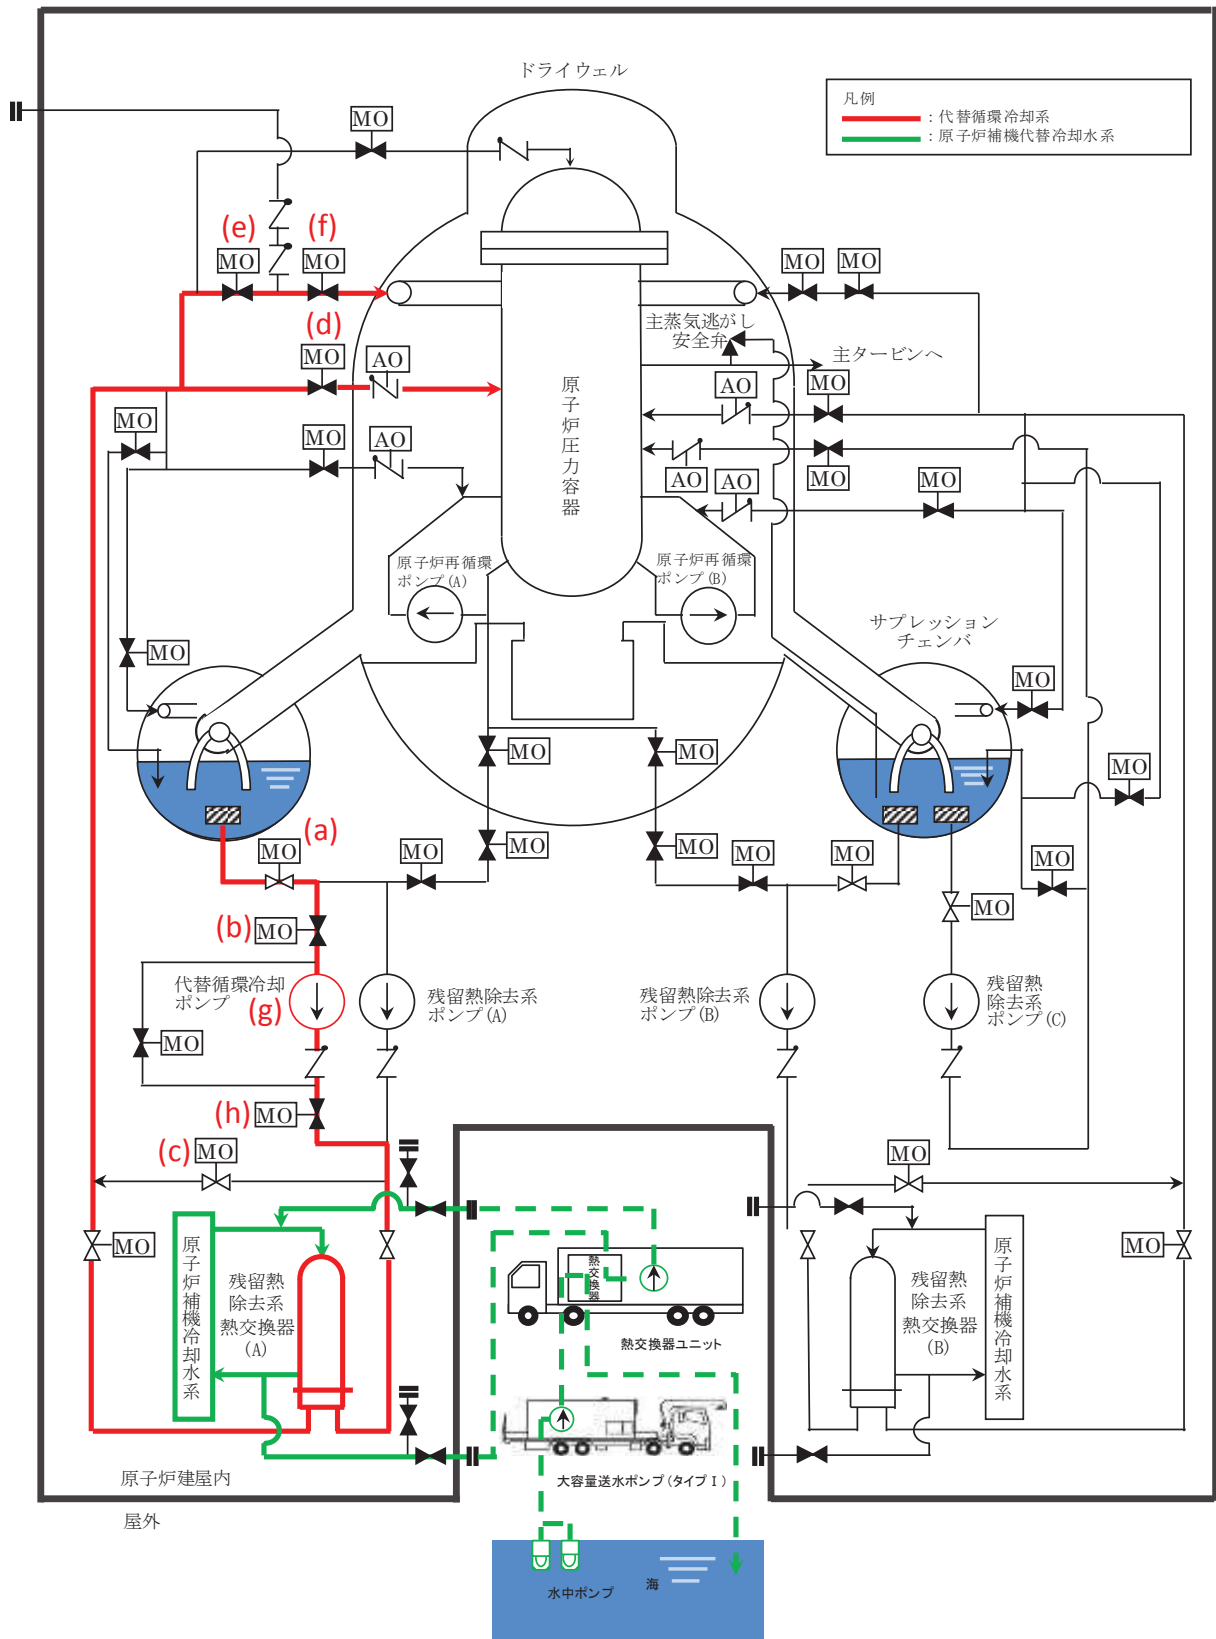 ドライウェル
凡例
：代替循環冷却系
：原子炉補機代替冷却水系
MO
(e)
(f)
MO
MO
MO
MO
(d)
主蒸気逃がし
安全弁
主タービンへ
MO
AO
AO
MO
MO
MO
AO
原子炉圧力容器
MO
AO
AO
MO
原子炉再循環
ポンプ(A)
原子炉再循環
ポンプ(B)
サプレッション
チェンバ
MO
MO
MO
MO
MO
(a)
MO
MO
MO
MO
MO
MO
MO
(b)
MO
MO
代替循環冷却
ポンプ
(g)
残留熱除去系
ポンプ(A)
残留熱除去系
ポンプ(B)
残留熱
除去系
ポンプ(C)
MO
(h)
MO
(c)
MO
MO
MO
MO
原子炉補機冷却水系
残留熱
除去系
熱交換器
(A)
熱交換器
熱交換器ユニット
残留熱
除去系
熱交換器
(B)
原子炉補機冷却水系
大容量送水ポンプ(タイプⅠ)
原子炉建屋内
屋外
水中ポンプ
海